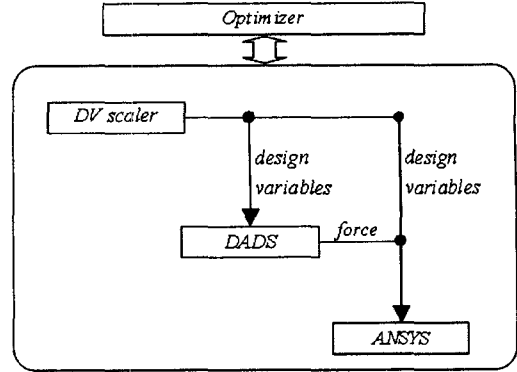 Optimizer
DV scaler
design
variables
design
variables
DADS
force
ANSYS